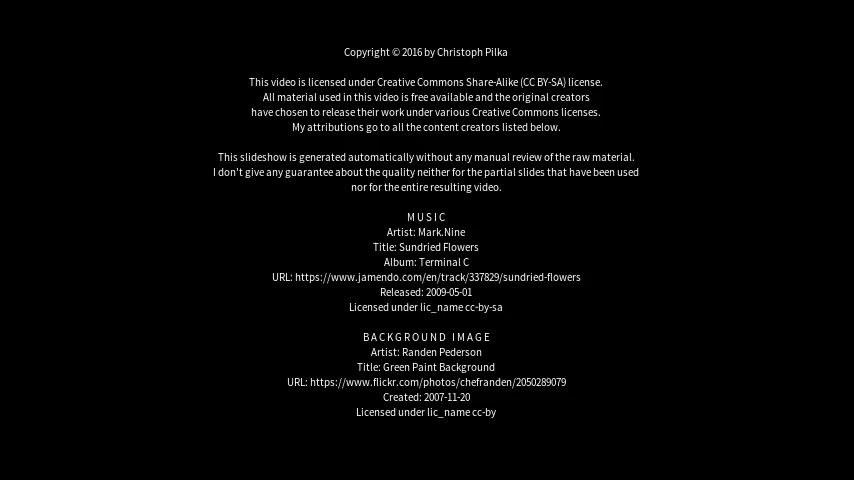 Copyright © 2016 by Christoph Pilka
This video is licensed under Creative Commons Share-Alike (CC BY-SA) license.
All material used in this video is free available and the original creators
have chosen to release their work under various Creative Commons licenses.
My attributions go to all the content creators listed below.
This slideshow is generated automatically without any manual review of the raw material.
I don't give any guarantee about the quality neither for the partial slides that have been used
nor for the entire resulting video.
M U S I C
Artist: Mark.Nine
Title: Sundried Flowers
Album: Terminal C
URL: https://www.jamendo.com/en/track/337829/sundried-flowers
Released: 2009-05-01
Licensed under lic_name cc-by-sa
B A C K G R O U N D   I M A G E
Artist: Randen Pederson
Title: Green Paint Background
URL: https://www.flickr.com/photos/chefranden/2050289079
Created: 2007-11-20
Licensed under lic_name cc-by